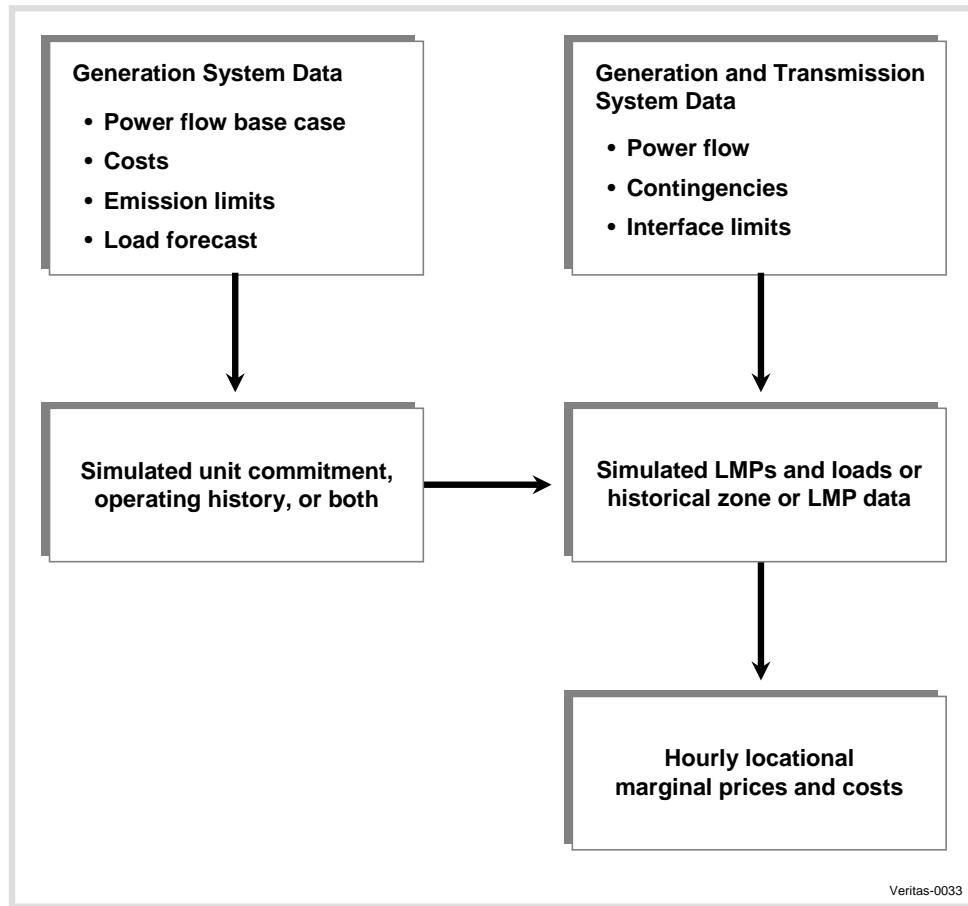 Generation System Data
• Power flow base case
• Costs
• Emission limits
• Load forecast
Generation and Transmission
System Data
• Power flow
• Contingencies
• Interface limits
Simulated unit commitment,
operating history, or both
Simulated LMPs and loads or
historical zone or LMP data
Hourly locational
marginal prices and costs
Veritas-0033